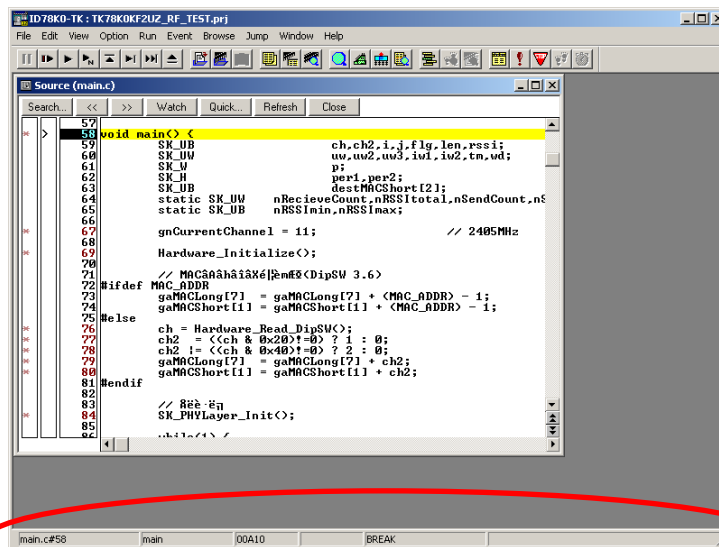 ID78K0-TK : TK78K0KF2UZ_RF_TEST.prj
File Edit View Option Run Event Browse Jump Window Help
Source (main.c)
Search... << >> Watch Quick... Refresh Close
57
* > 58 void main() {
59 SK_UB ch,ch2,i,j,flg,len,rssi;
60 SK_UW uw,uw2,uw3,iw1,iw2,tm,wd;
61 SK_W p;
62 SK_H per1,per2;
63 SK_UB destMACShort[2];
64 static SK_UW nRecieveCount,nRSSItotal,nSendCount,nS
65 static SK_UB nRSSImin,nRSSImax;
66
* 67 gnCurrentChannel = 11; // 2405MHz
68
* 69 Hardware_Initialize();
70
71 // (DipSW 3.6)
72 #ifdef MAC_ADDR
73 gaMACLong[7] = gaMACLong[7] + (MAC_ADDR) - 1;
74 gaMACShort[1] = gaMACShort[1] + (MAC_ADDR) - 1;
75 #else
* 76 ch = Hardware_Read_DipSW();
* 77 ch2 = ((ch & 0x20)!=0) ? 1 : 0;
* 78 ch2 |= ((ch & 0x40)!=0) ? 2 : 0;
* 79 gaMACLong[7] = gaMACLong[7] + ch2;
* 80 gaMACShort[1] = gaMACShort[1] + ch2;
81 #endif
82
83 //
* 84 SK_PHYLayer_Init();
85
86 while(1) {
main.c#58 main 00A10 BREAK